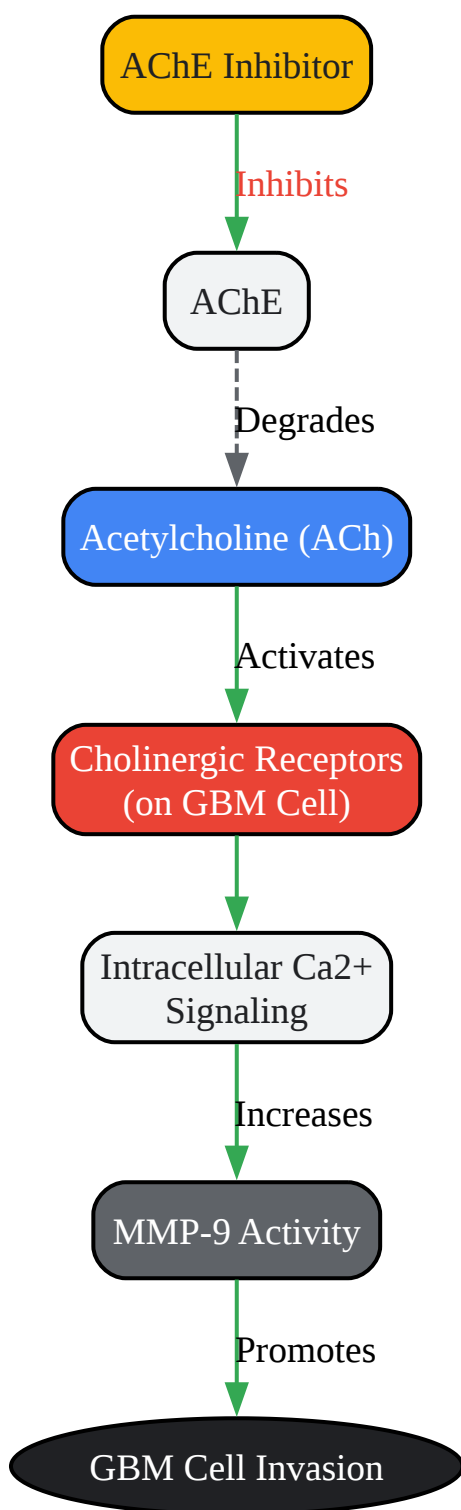 AChE Inhibitor
Inhibits
AChE
Degrades
Acetylcholine (ACh)
Activates
Cholinergic Receptors
(on GBM Cell)
Intracellular Ca2+
Signaling
Increases
MMP-9 Activity
Promotes
GBM Cell Invasion